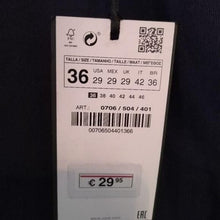 FSC
TALLA / SIZE / TAMANHO / TAILLE / MAAT / ΜΕΓΕΘΟΣ
36 USA MEX UK IT BR
29 29 29 42 36
36 38 40 42 44 46
ART.: 0706 / 504 / 401
00706504401366
€ 29 95